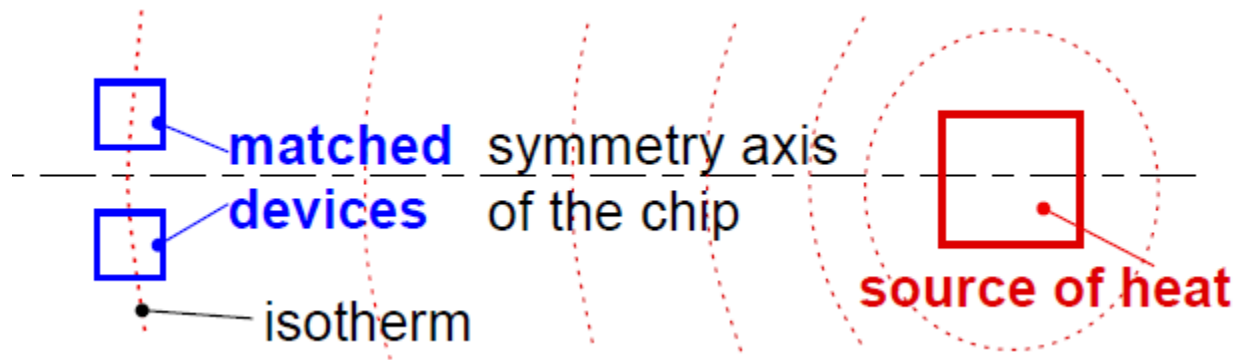 matched
devices
symmetry axis
of the chip
source of heat
isotherm